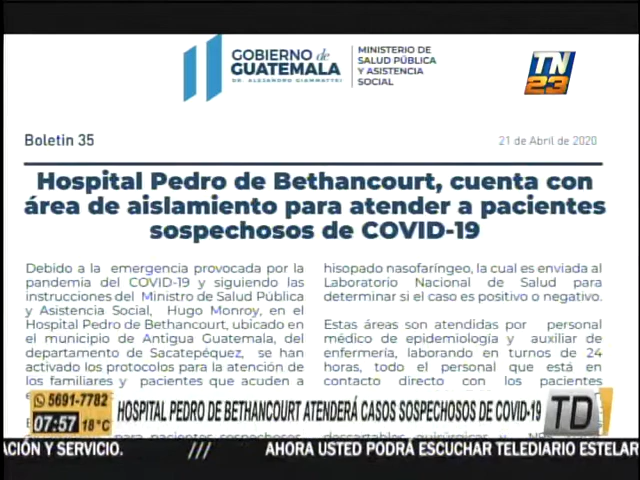 GOBIERNO de
GUATEMALA
DR. ALEJANDRO GIAMMATTEI
MINISTERIO DE
SALUD PÚBLICA
Y ASISTENCIA
SOCIAL
TN
23
Boletin 35
21 de Abril de 2020
Hospital Pedro de Bethancourt, cuenta con
área de aislamiento para atender a pacientes
sospechosos de COVID-19
Debido a la emergencia provocada por la
pandemia del COVID-19 y siguiendo las
instrucciones del Ministro de Salud Pública
y Asistencia Social, Hugo Monroy, en el
Hospital Pedro de Bethancourt, ubicado en
el municipio de Antigua Guatemala, del
departamento de Sacatepéquez, se han
activado los protocolos para la atención de
los familiares y pacientes que acuden a
hisopado nasofaríngeo, la cual es enviada al
Laboratorio Nacional de Salud para
determinar si el caso es positivo o negativo.
Estas áreas son atendidas por personal
médico de epidemiología y auxiliar de
enfermería, laborando en turnos de 24
horas, todo el personal que está en
contacto directo con los pacientes
5691-7782
07:57 18°C
HOSPITAL PEDRO DE BETHANCOURT ATENDERÁ CASOS SOSPECHOSOS DE COVID-19
TD
ACIÓN Y SERVICIO. /// AHORA USTED PODRÁ ESCUCHAR TELEDIARIO ESTELAR